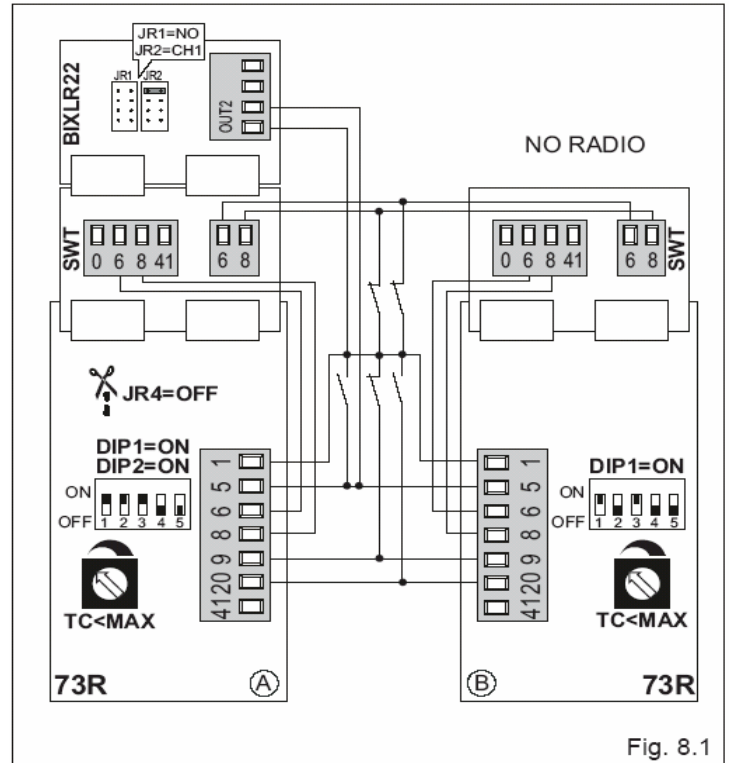 JR1=NO
JR2=CH1
JR1 JR2
BIXLR22
OUT2
NO RADIO
SWT
0 6 8 41
6 8
0 6 8 41
6 8
SWT
JR4=OFF
DIP1=ON
DIP2=ON
ON
OFF
1 2 3 4 5
TC<MAX
1
5
6
8
9
20
41
73R
A
1
5
6
8
9
20
41
DIP1=ON
ON
OFF
1 2 3 4 5
TC<MAX
B
73R
Fig. 8.1